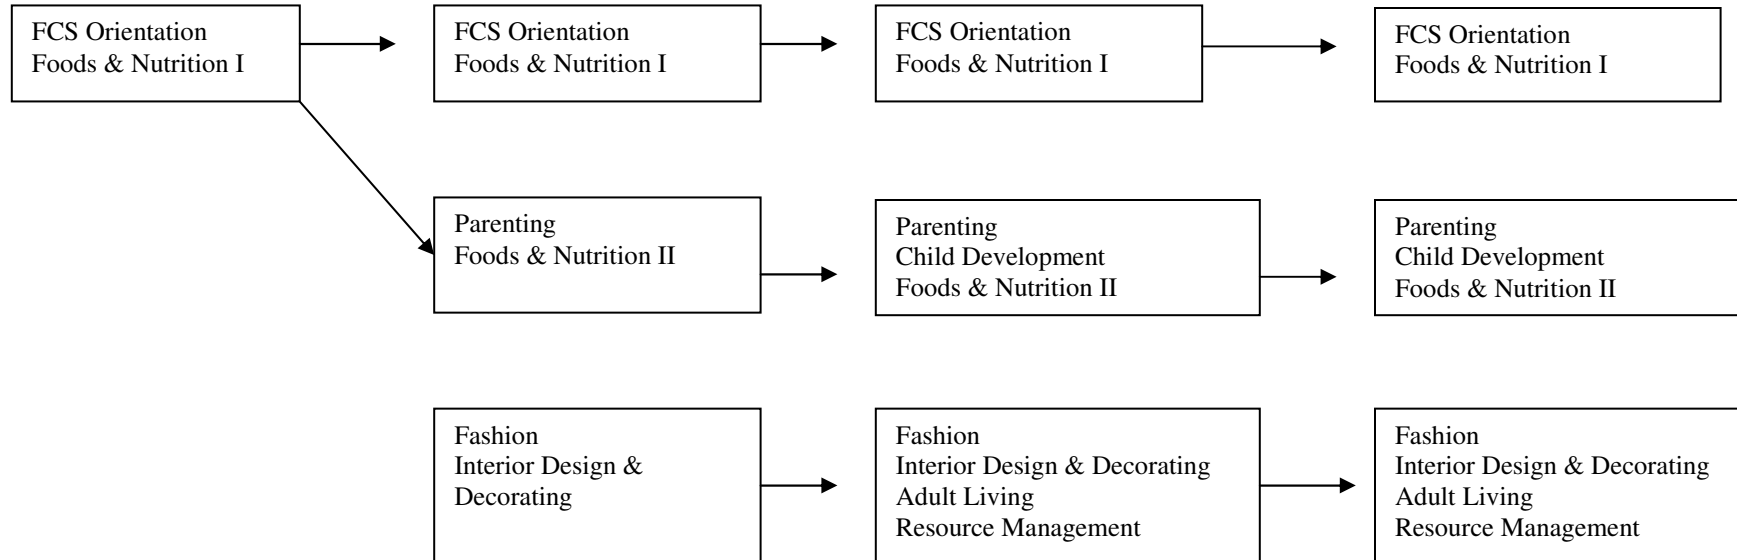 FCS Orientation
Foods & Nutrition I
FCS Orientation
Foods & Nutrition I
FCS Orientation
Foods & Nutrition I
FCS Orientation
Foods & Nutrition I
Parenting
Foods & Nutrition II
Parenting
Child Development
Foods & Nutrition II
Parenting
Child Development
Foods & Nutrition II
Fashion
Interior Design &
Decorating
Fashion
Interior Design & Decorating
Adult Living
Resource Management
Fashion
Interior Design & Decorating
Adult Living
Resource Management